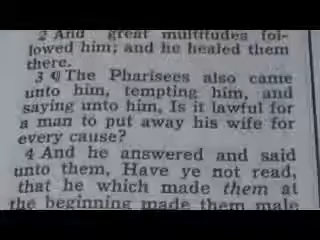 2 And great multitudes fol-
lowed him; and he healed them
there.
3 ¶ The Pharisees also came
unto him, tempting him, and
saying unto him, Is it lawful for
a man to put away his wife for
every cause?
4 And he answered and said
unto them, Have ye not read,
that he which made them at
the beginning made them male